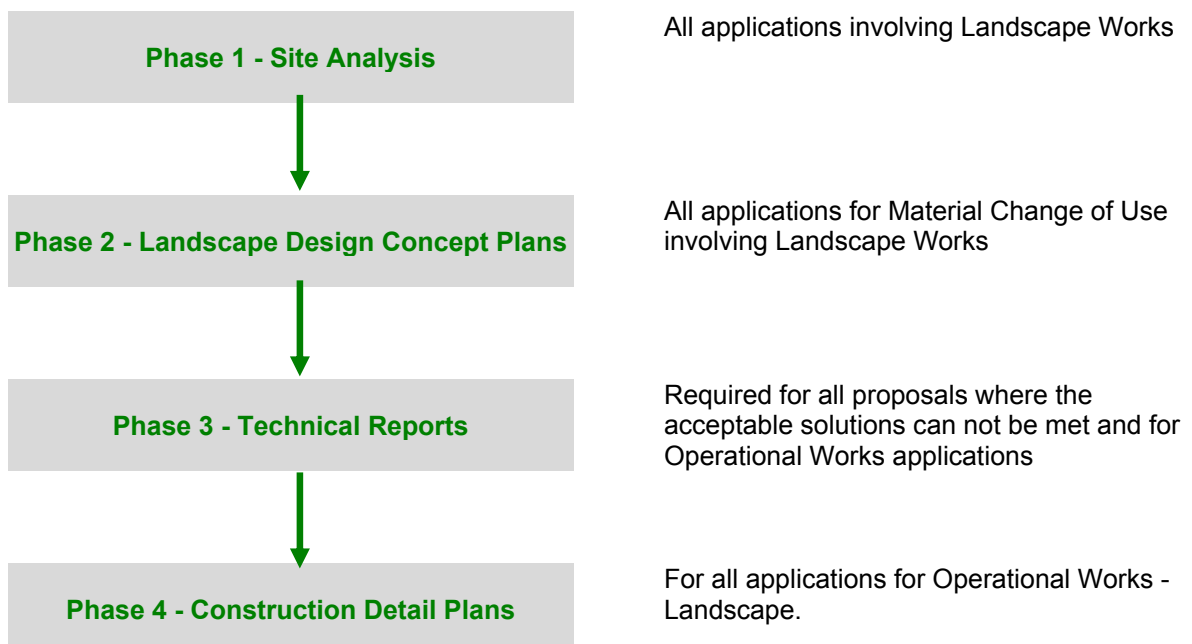 Phase 1 - Site Analysis
All applications involving Landscape Works
Phase 2 - Landscape Design Concept Plans
All applications for Material Change of Use
involving Landscape Works
Phase 3 - Technical Reports
Required for all proposals where the
acceptable solutions can not be met and for
Operational Works applications
Phase 4 - Construction Detail Plans
For all applications for Operational Works -
Landscape.